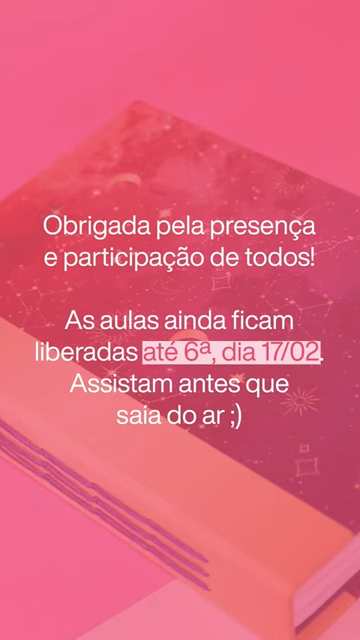 Obrigada pela presença
e participação de todos!
As aulas ainda ficam
liberadas até 6ª, dia 17/02.
Assistam antes que
saia do ar ;)